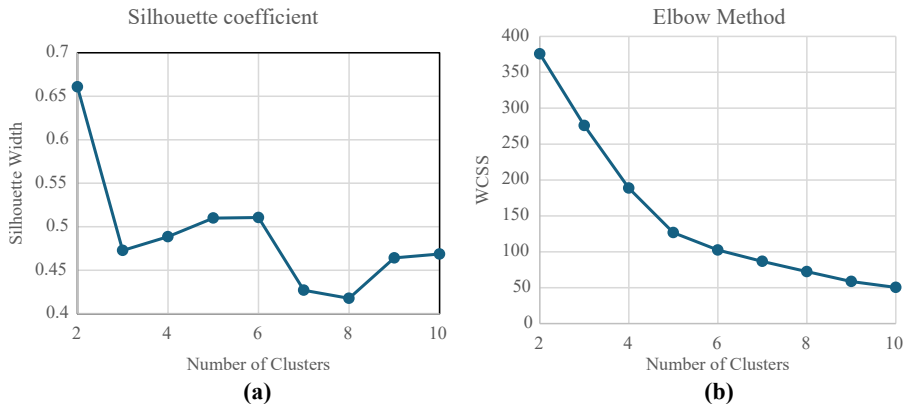 Silhouette coefficient
0.7
0.65
0.6
0.55
0.5
0.45
0.4
Silhouette Width
2 4 6 8 10
Number of Clusters
(a)
Elbow Method
400
350
300
250
200
150
100
50
0
WCSS
2 4 6 8 10
Number of Clusters
(b)